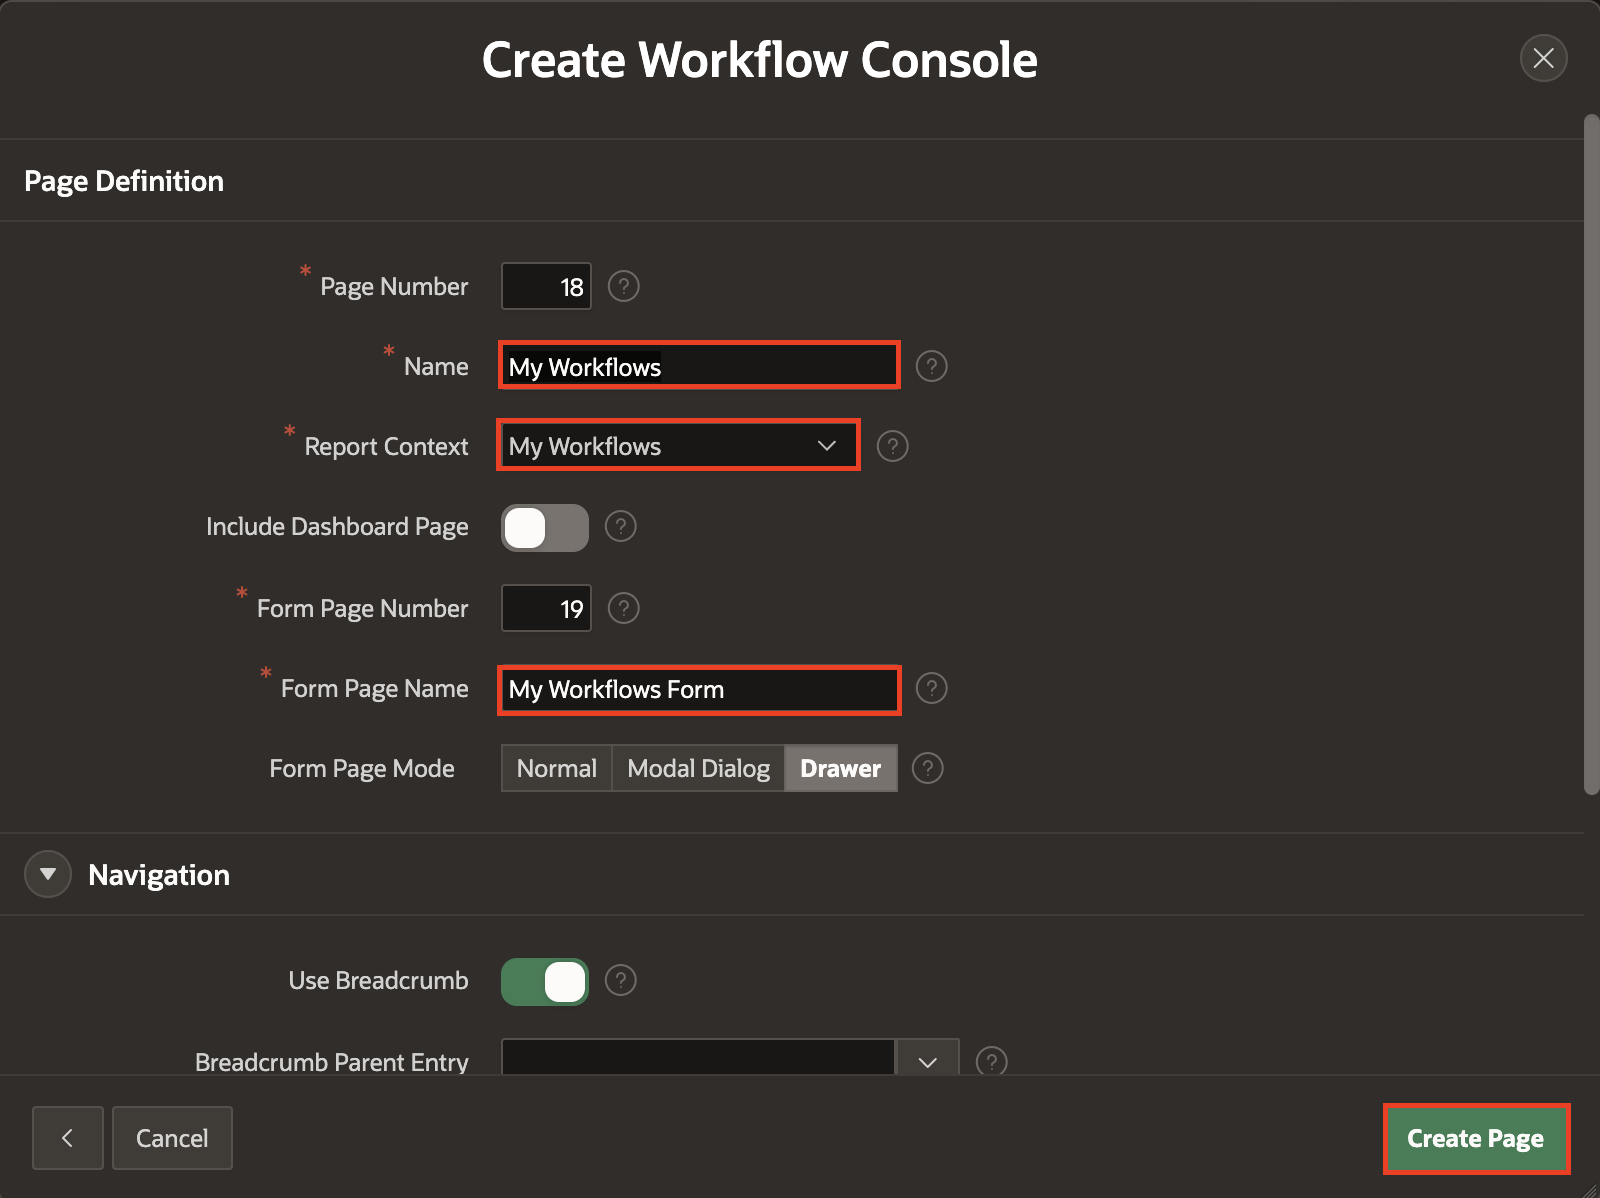 Create Workflow Console
Page Definition
* Page Number 18 ?
* Name My Workflows ?
* Report Context My Workflows ?
Include Dashboard Page ?
* Form Page Number 19 ?
* Form Page Name My Workflows Form ?
Form Page Mode Normal Modal Dialog Drawer ?
Navigation
Use Breadcrumb ?
Breadcrumb Parent Entry ?
Cancel Create Page